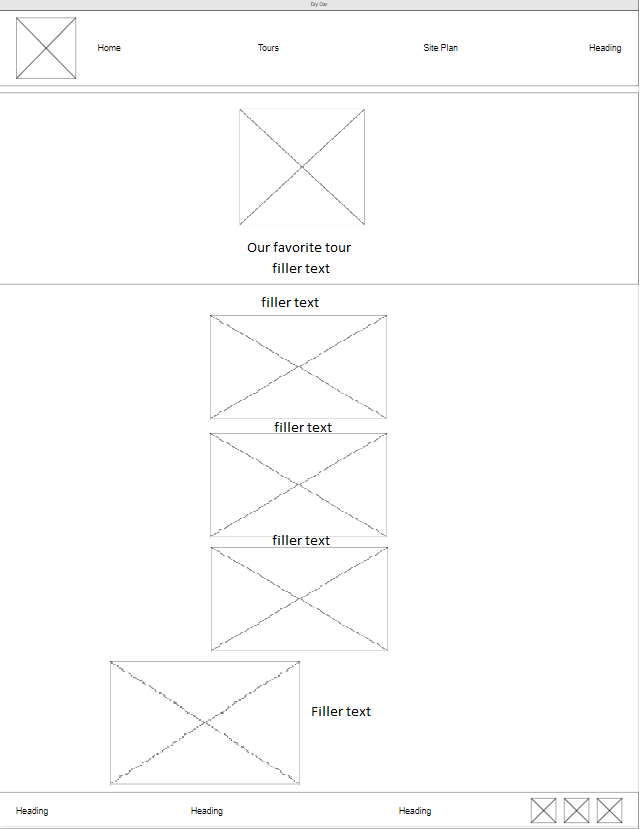 Home Tours Site Plan Heading
Our favorite tour
filler text
filler text
filler text
filler text
Filler text
Heading Heading Heading